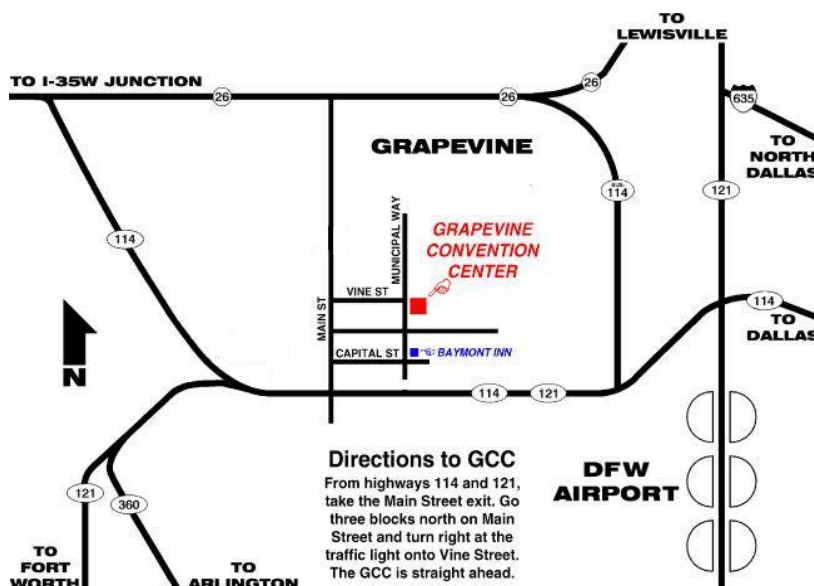 TO
LEWISVILLE
TO I-35W JUNCTION
26
26
26
635
GRAPEVINE
TO
NORTH
DALLAS
BUS.
114
121
MUNICIPAL WAY
GRAPEVINE
CONVENTION
CENTER
114
VINE ST
MAIN ST
114
TO
DALLAS
CAPITAL ST
BAYMONT INN
N
114
121
Directions to GCC
From highways 114 and 121,
take the Main Street exit. Go
three blocks north on Main
Street and turn right at the
traffic light onto Vine Street.
The GCC is straight ahead.
DFW
AIRPORT
121
360
TO
FORT
WORTH
TO
ARLINGTON